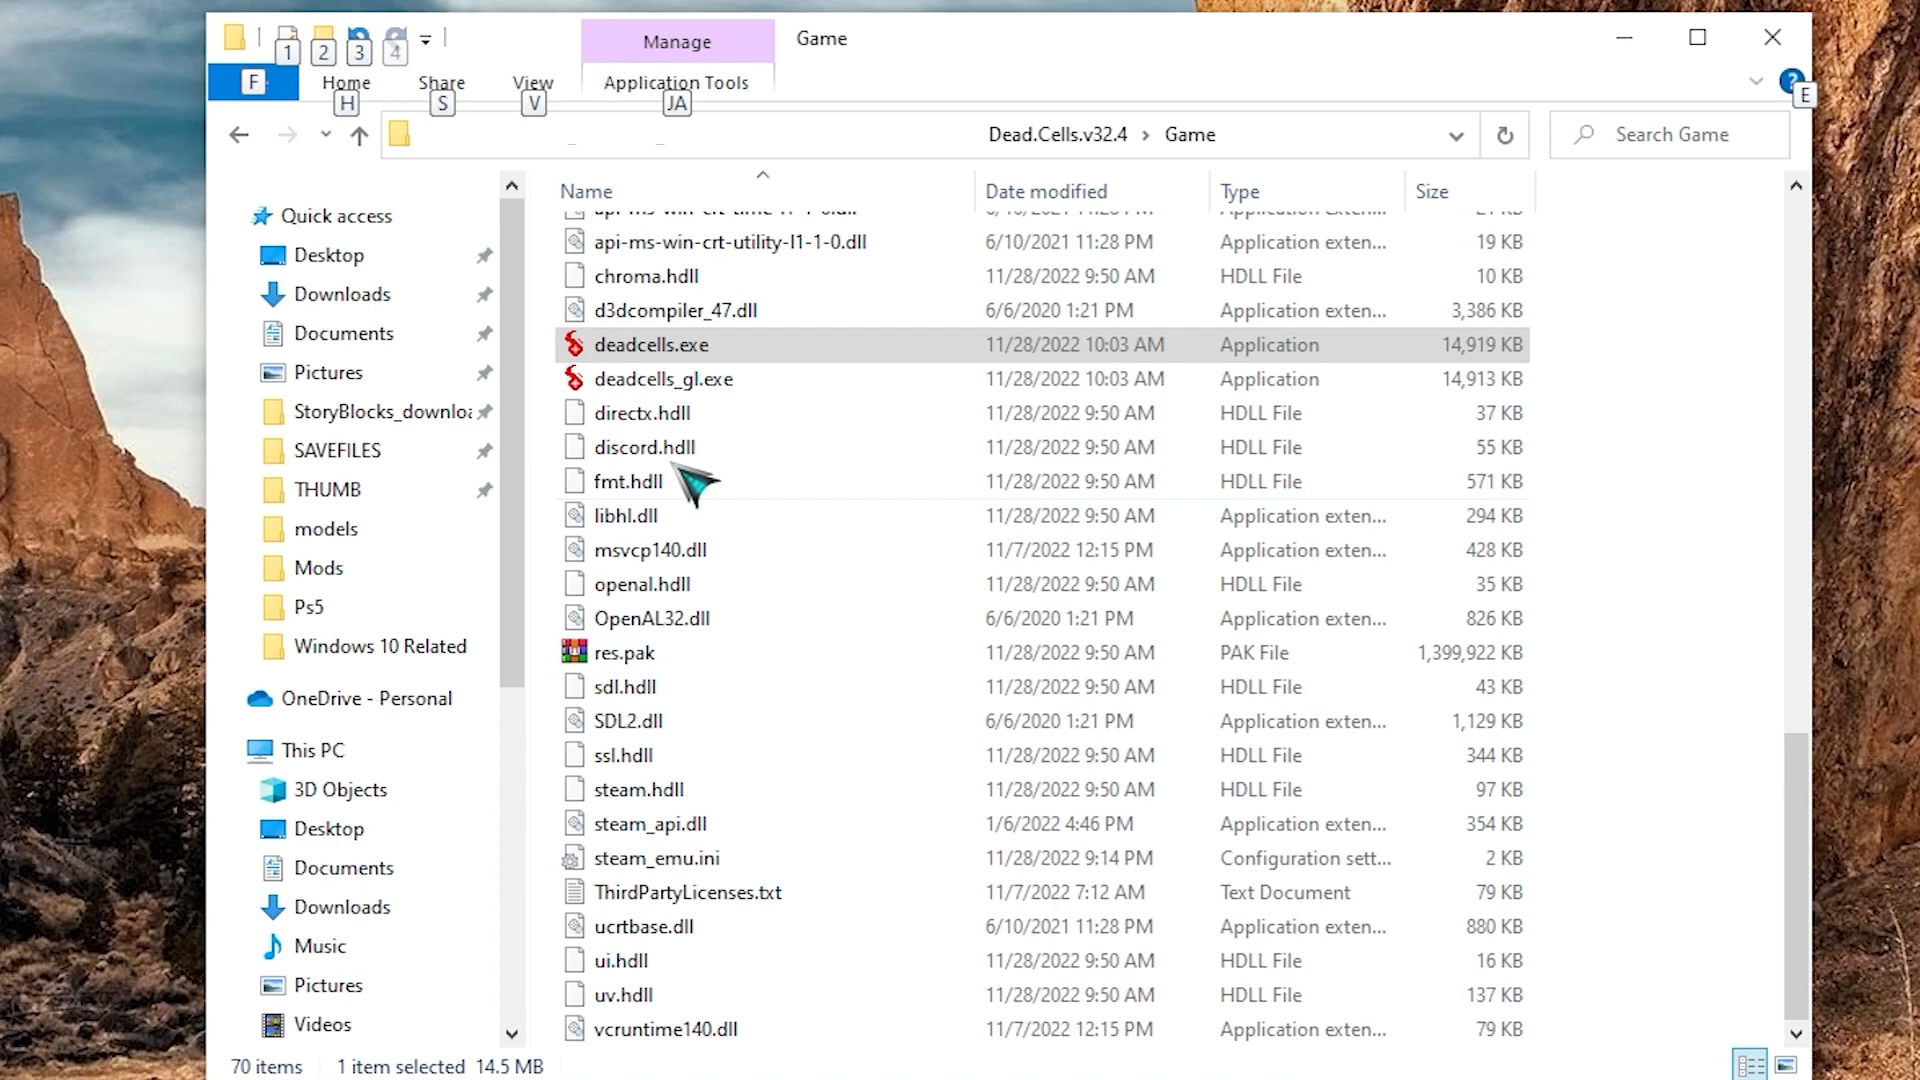 1 2 3 4
Manage
Game
F
Home
Share
View
Application Tools
H
S
V
JA
E
Dead.Cells.v32.4 › Game
Search Game
Name
Date modified
Type
Size
Quick access
Desktop
Downloads
Documents
Pictures
StoryBlocks_downloa
SAVEFILES
THUMB
models
Mods
Ps5
Windows 10 Related
OneDrive - Personal
This PC
3D Objects
Desktop
Documents
Downloads
Music
Pictures
Videos
api-ms-win-crt-utility-l1-1-0.dll 6/10/2021 11:28 PM Application exten... 19 KB
chroma.hdll 11/28/2022 9:50 AM HDLL File 10 KB
d3dcompiler_47.dll 6/6/2020 1:21 PM Application exten... 3,386 KB
deadcells.exe 11/28/2022 10:03 AM Application 14,919 KB
deadcells_gl.exe 11/28/2022 10:03 AM Application 14,913 KB
directx.hdll 11/28/2022 9:50 AM HDLL File 37 KB
discord.hdll 11/28/2022 9:50 AM HDLL File 55 KB
fmt.hdll 11/28/2022 9:50 AM HDLL File 571 KB
libhl.dll 11/28/2022 9:50 AM Application exten... 294 KB
msvcp140.dll 11/7/2022 12:15 PM Application exten... 428 KB
openal.hdll 11/28/2022 9:50 AM HDLL File 35 KB
OpenAL32.dll 6/6/2020 1:21 PM Application exten... 826 KB
res.pak 11/28/2022 9:50 AM PAK File 1,399,922 KB
sdl.hdll 11/28/2022 9:50 AM HDLL File 43 KB
SDL2.dll 6/6/2020 1:21 PM Application exten... 1,129 KB
ssl.hdll 11/28/2022 9:50 AM HDLL File 344 KB
steam.hdll 11/28/2022 9:50 AM HDLL File 97 KB
steam_api.dll 1/6/2022 4:46 PM Application exten... 354 KB
steam_emu.ini 11/28/2022 9:14 PM Configuration sett... 2 KB
ThirdPartyLicenses.txt 11/7/2022 7:12 AM Text Document 79 KB
ucrtbase.dll 6/10/2021 11:28 PM Application exten... 880 KB
ui.hdll 11/28/2022 9:50 AM HDLL File 16 KB
uv.hdll 11/28/2022 9:50 AM HDLL File 137 KB
vcruntime140.dll 11/7/2022 12:15 PM Application exten... 79 KB
70 items
1 item selected 14.5 MB